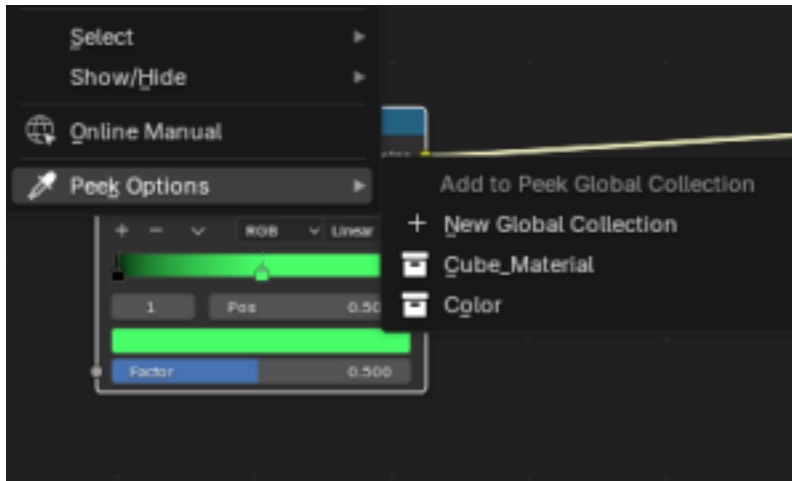 Select
Show/Hide
Online Manual
Peek Options
Add to Peek Global Collection
New Global Collection
Cube_Material
Color
RGB
Linear
1
Pos
0.50
Factor
0.500